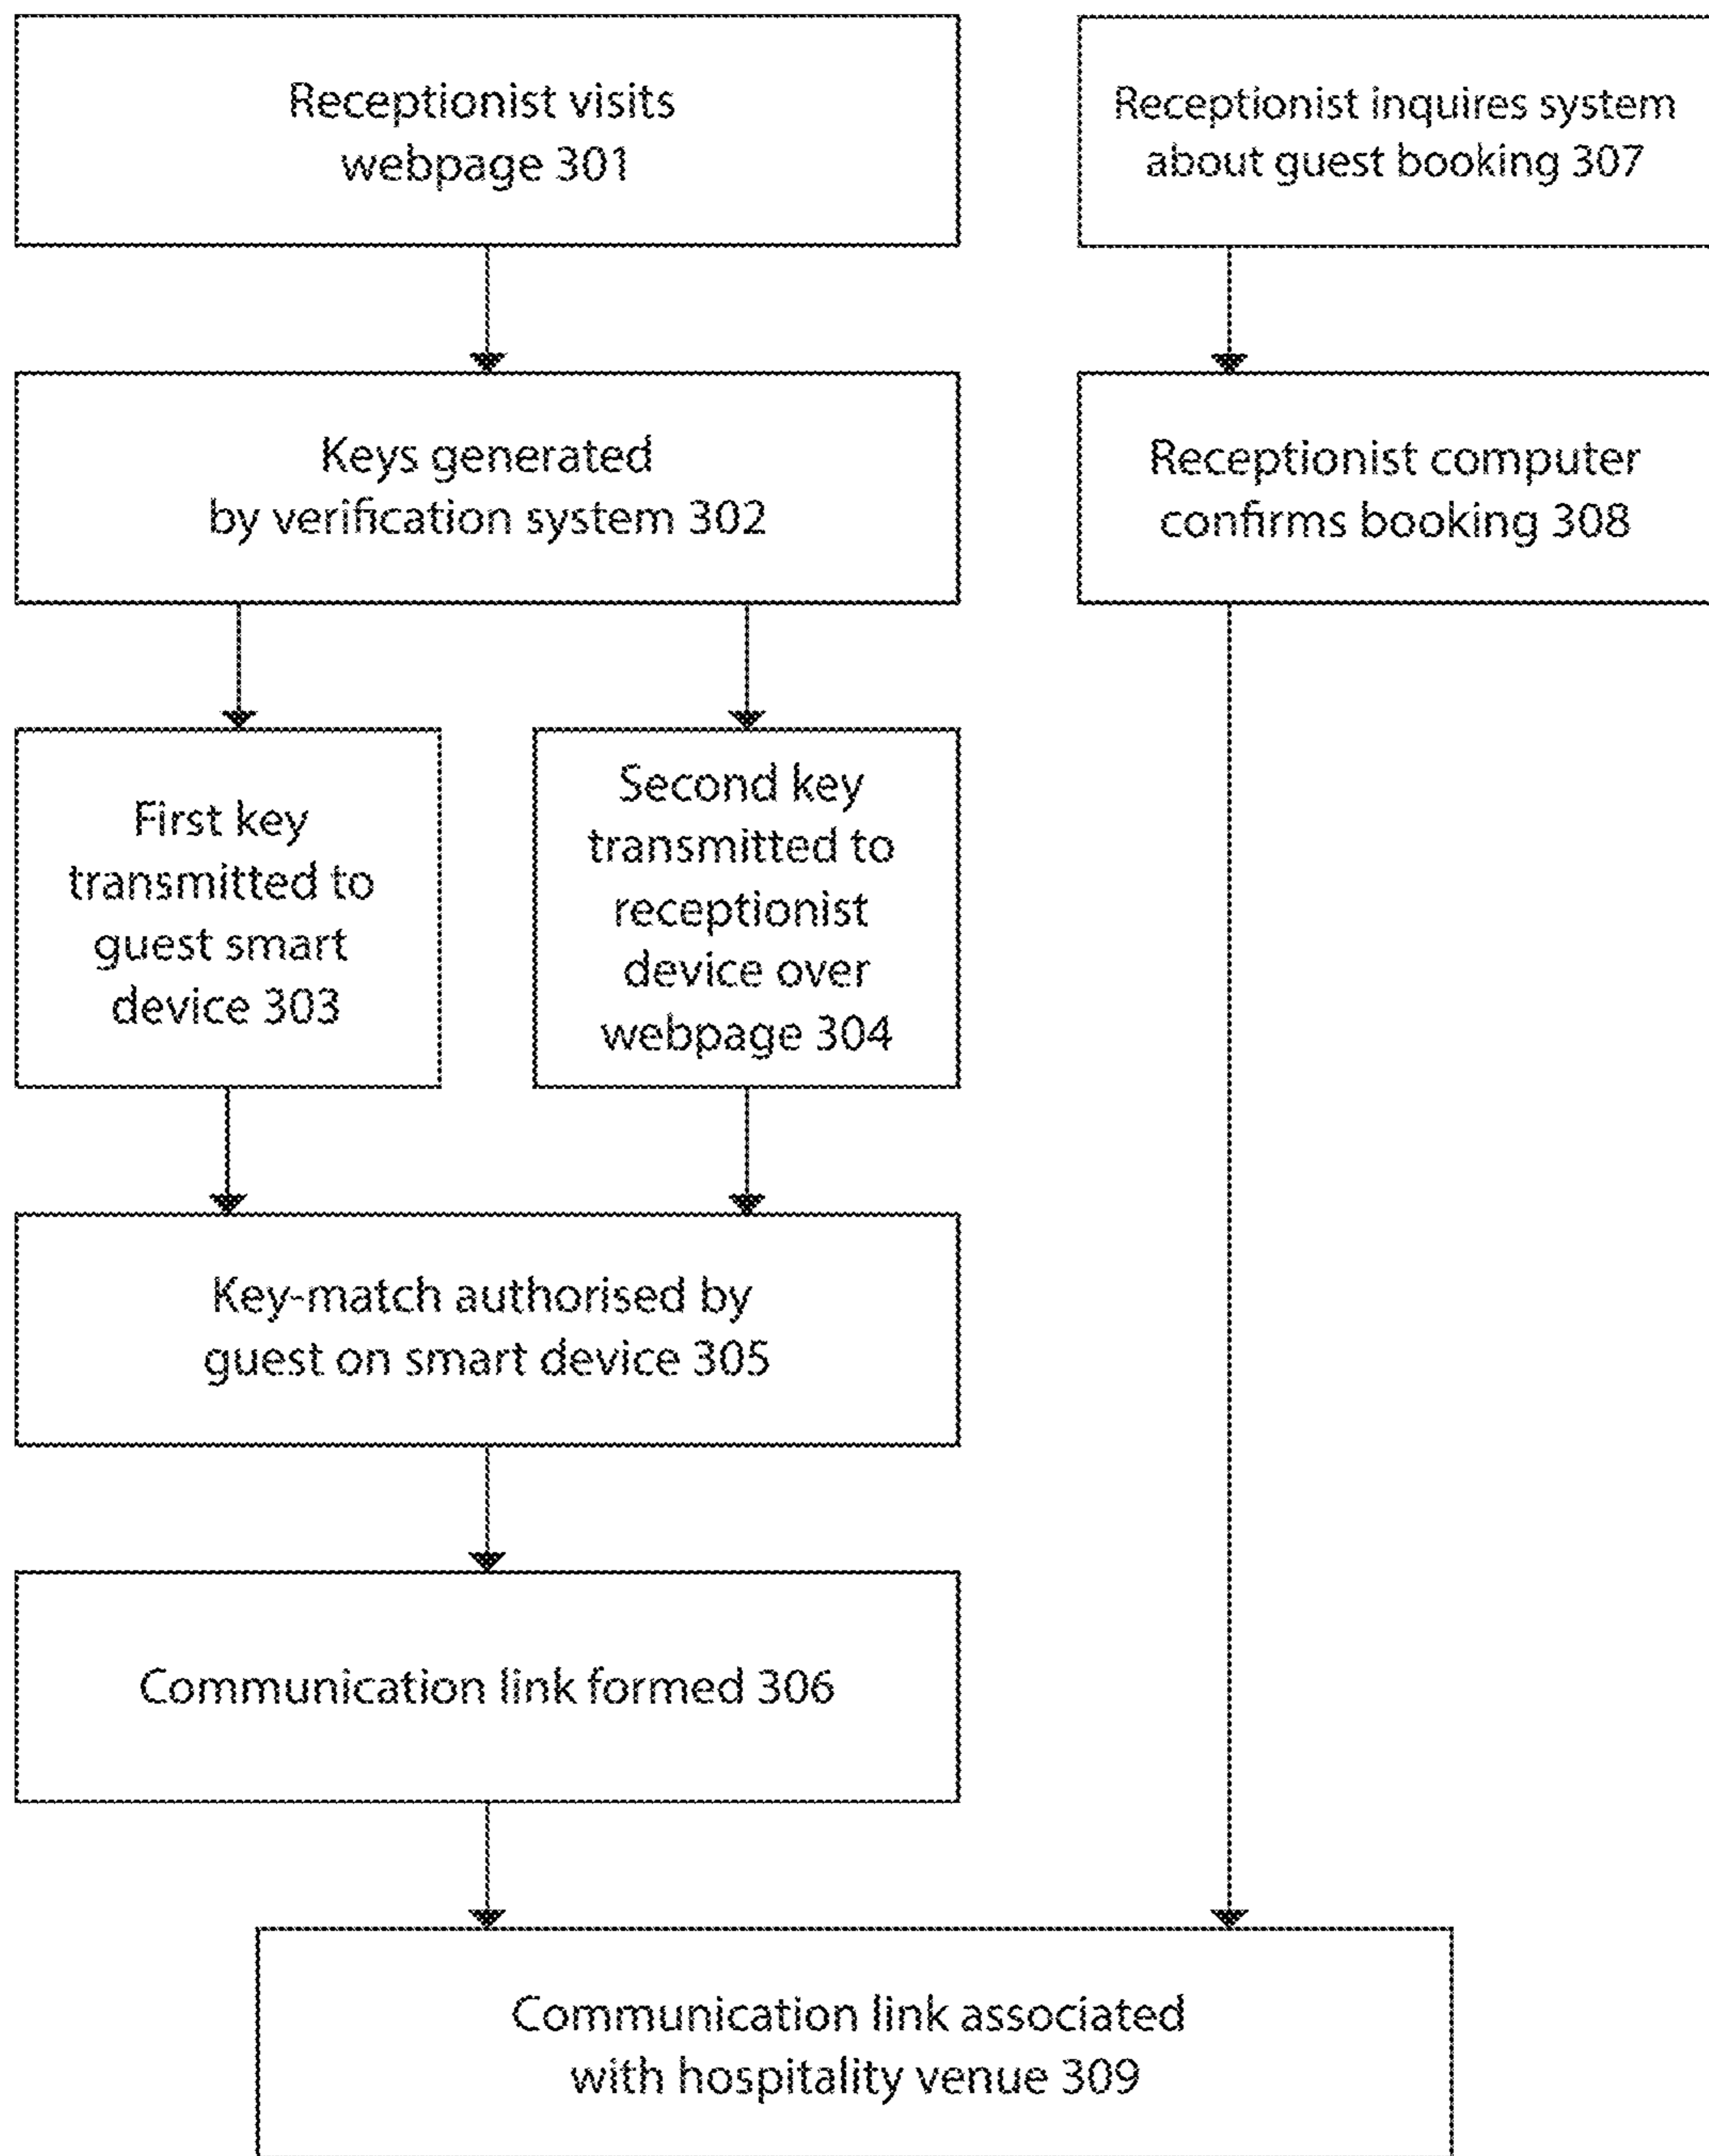 Receptionist visits
webpage 301
Receptionist inquires system
about guest booking 307
Keys generated
by verification system 302
Receptionist computer
confirms booking 308
First key
transmitted to
guest smart
device 303
Second key
transmitted to
receptionist
device over
webpage 304
Key-match authorised by
guest on smart device 305
Communication link formed 306
Communication link associated
with hospitality venue 309